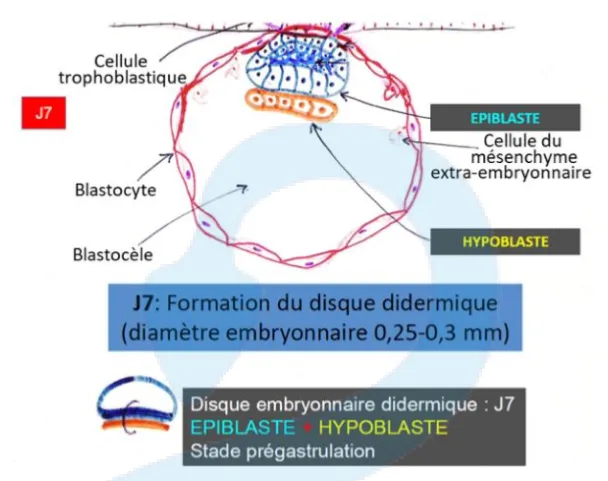 Cellule
trophoblastique
J7
EPIBLASTE
Cellule du
mésenchyme
extra-embryonnaire
Blastocyte
Blastocèle
HYPOBLASTE
J7: Formation du disque didermique
(diamètre embryonnaire 0,25-0,3 mm)
Disque embryonnaire didermique : J7
EPIBLASTE + HYPOBLASTE
Stade prégastrulation